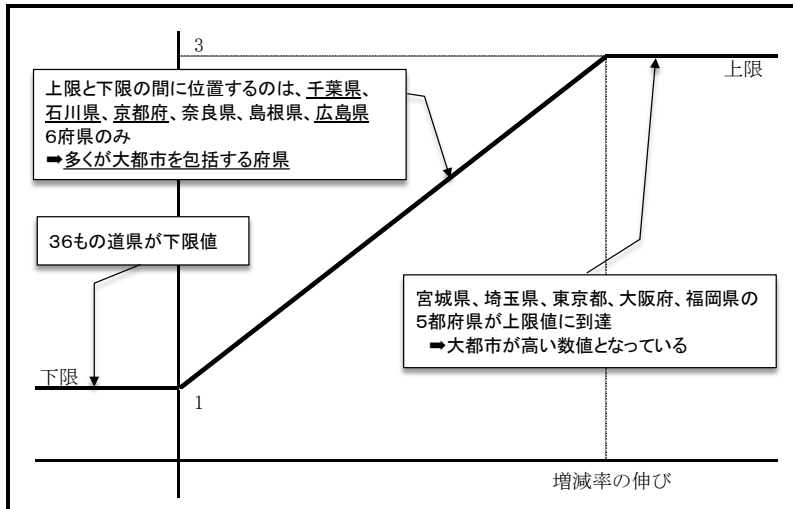 3
上限
上限と下限の間に位置するのは、千葉県、
石川県、京都府、奈良県、島根県、広島県
6府県のみ
➡多くが大都市を包括する府県
36もの道県が下限値
宮城県、埼玉県、東京都、大阪府、福岡県の
5都府県が上限値に到達
➡大都市が高い数値となっている
下限
1
増減率の伸び